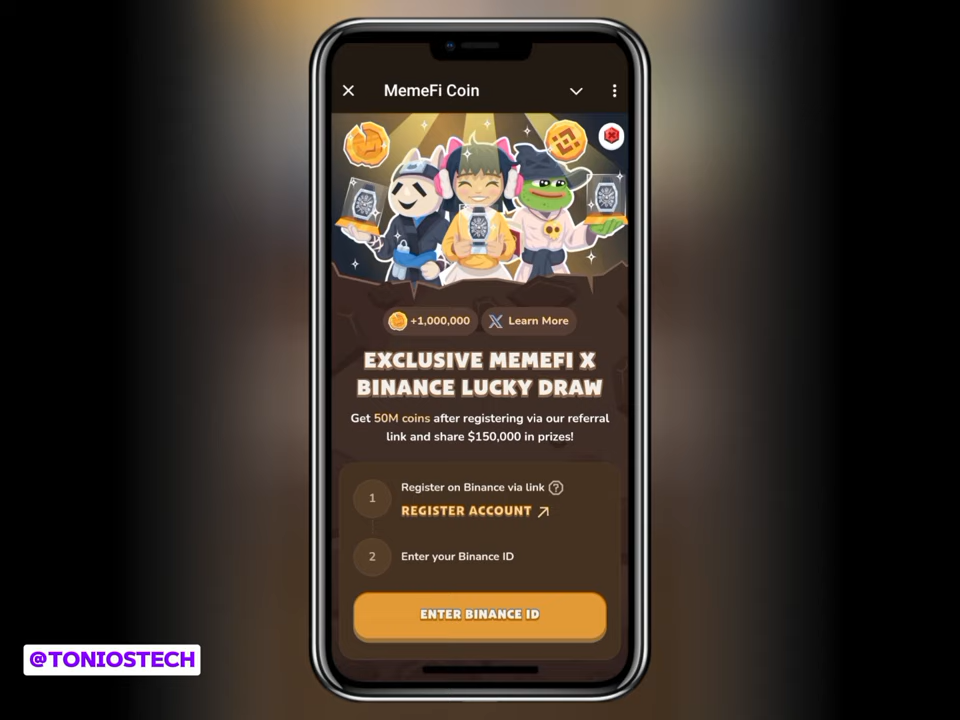 MemeFi Coin
+1,000,000
Learn More
EXCLUSIVE MEMEFI X
BINANCE LUCKY DRAW
Get 50M coins after registering via our referral
link and share $150,000 in prizes!
1
Register on Binance via link ?
REGISTER ACCOUNT
2
Enter your Binance ID
ENTER BINANCE ID
@TONIOSTECH